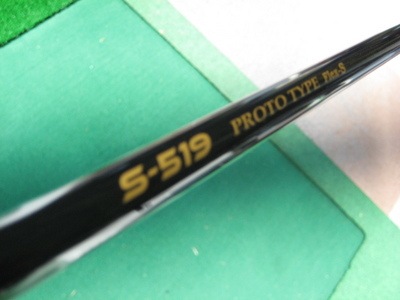 S-519 PROTO TYPE Flex-S